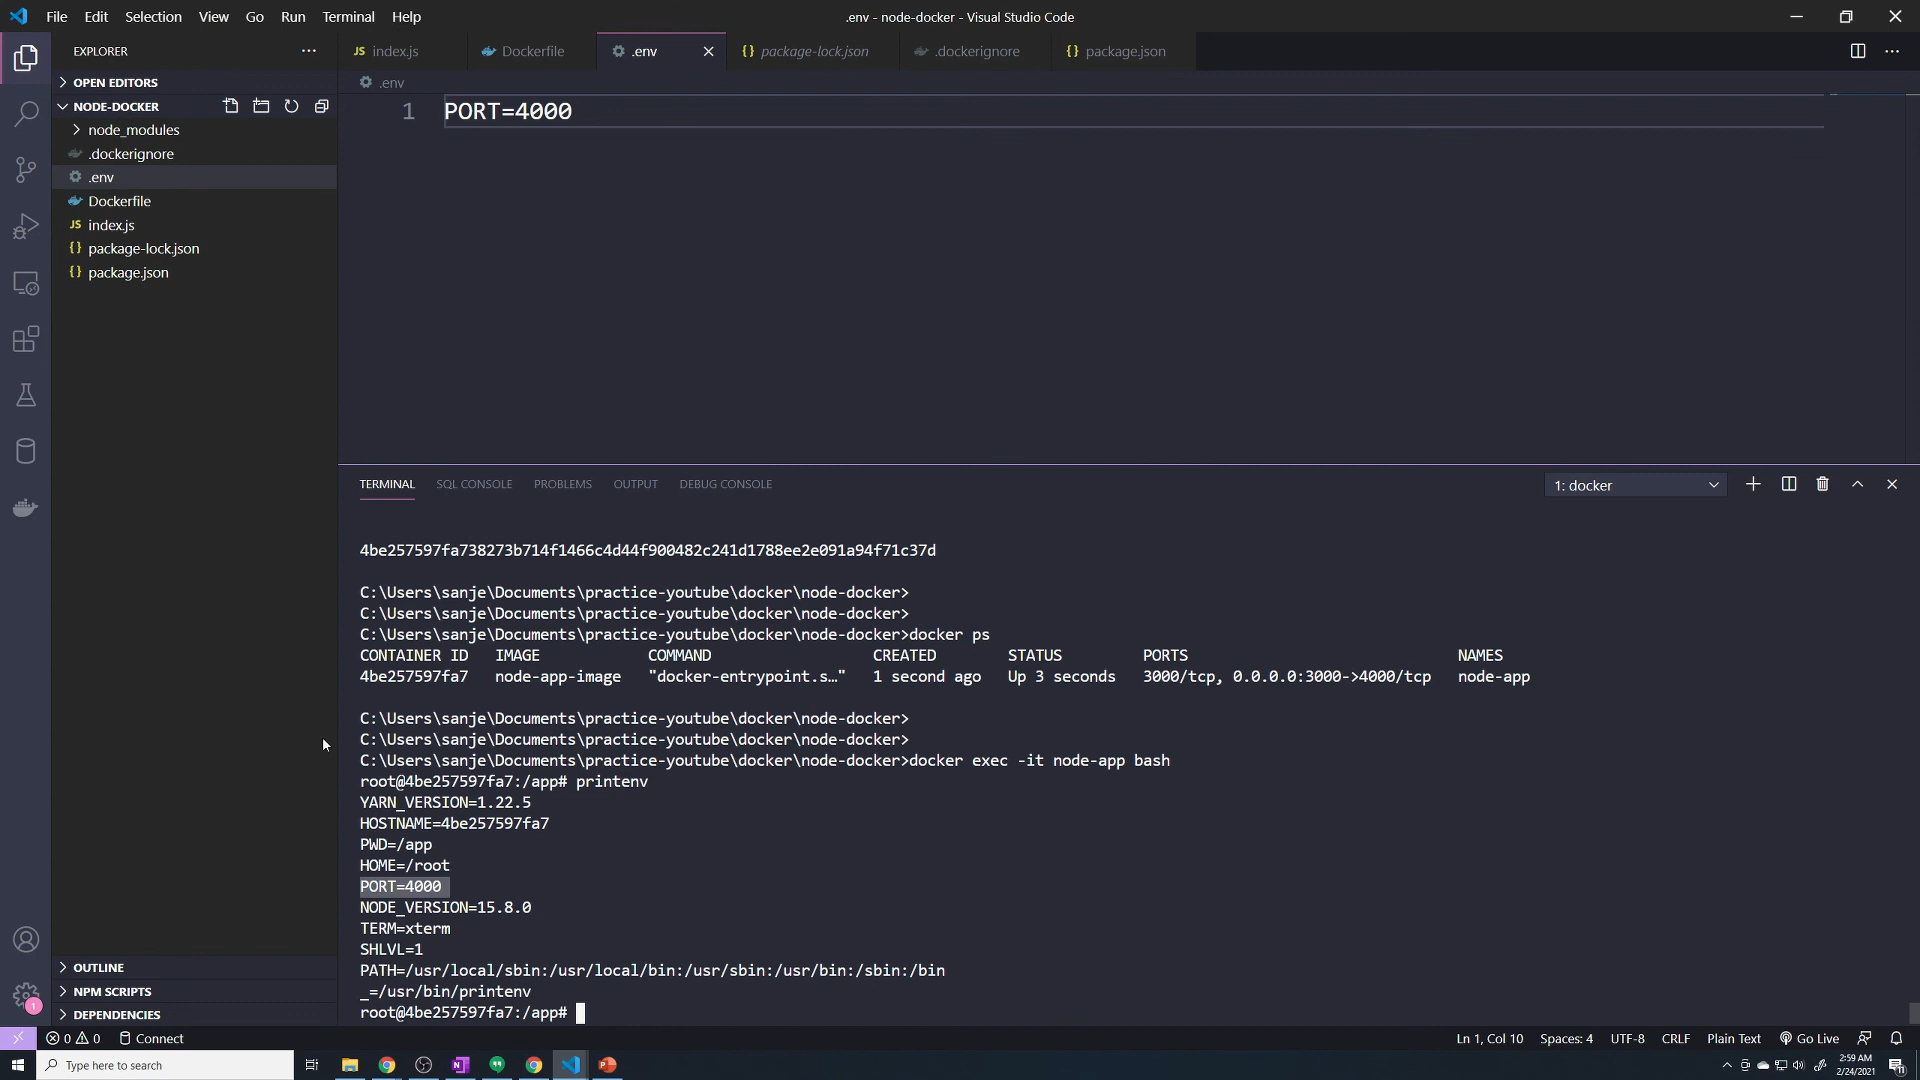 File Edit Selection View Go Run Terminal Help
.env - node-docker - Visual Studio Code
EXPLORER
JS index.js
Dockerfile
.env
{} package-lock.json
.dockerignore
{} package.json
OPEN EDITORS
.env
NODE-DOCKER
1 PORT=4000
node_modules
.dockerignore
.env
Dockerfile
JS index.js
{} package-lock.json
{} package.json
TERMINAL SQL CONSOLE PROBLEMS OUTPUT DEBUG CONSOLE
1: docker
4be257597fa738273b714f1466c4d44f900482c241d1788ee2e091a94f71c37d
C:\Users\sanje\Documents\practice-youtube\docker\node-docker>
C:\Users\sanje\Documents\practice-youtube\docker\node-docker>
C:\Users\sanje\Documents\practice-youtube\docker\node-docker>docker ps
CONTAINER ID IMAGE COMMAND CREATED STATUS PORTS NAMES
4be257597fa7 node-app-image "docker-entrypoint.s…" 1 second ago Up 3 seconds 3000/tcp, 0.0.0.0:3000->4000/tcp node-app
C:\Users\sanje\Documents\practice-youtube\docker\node-docker>
C:\Users\sanje\Documents\practice-youtube\docker\node-docker>
C:\Users\sanje\Documents\practice-youtube\docker\node-docker>docker exec -it node-app bash
root@4be257597fa7:/app# printenv
YARN_VERSION=1.22.5
HOSTNAME=4be257597fa7
PWD=/app
HOME=/root
PORT=4000
NODE_VERSION=15.8.0
TERM=xterm
SHLVL=1
PATH=/usr/local/sbin:/usr/local/bin:/usr/sbin:/usr/bin:/sbin:/bin
_=/usr/bin/printenv
root@4be257597fa7:/app#
OUTLINE
NPM SCRIPTS
DEPENDENCIES
1
0 0 Connect
Ln 1, Col 10 Spaces: 4 UTF-8 CRLF Plain Text Go Live
Type here to search
2:59 AM
2/24/2021